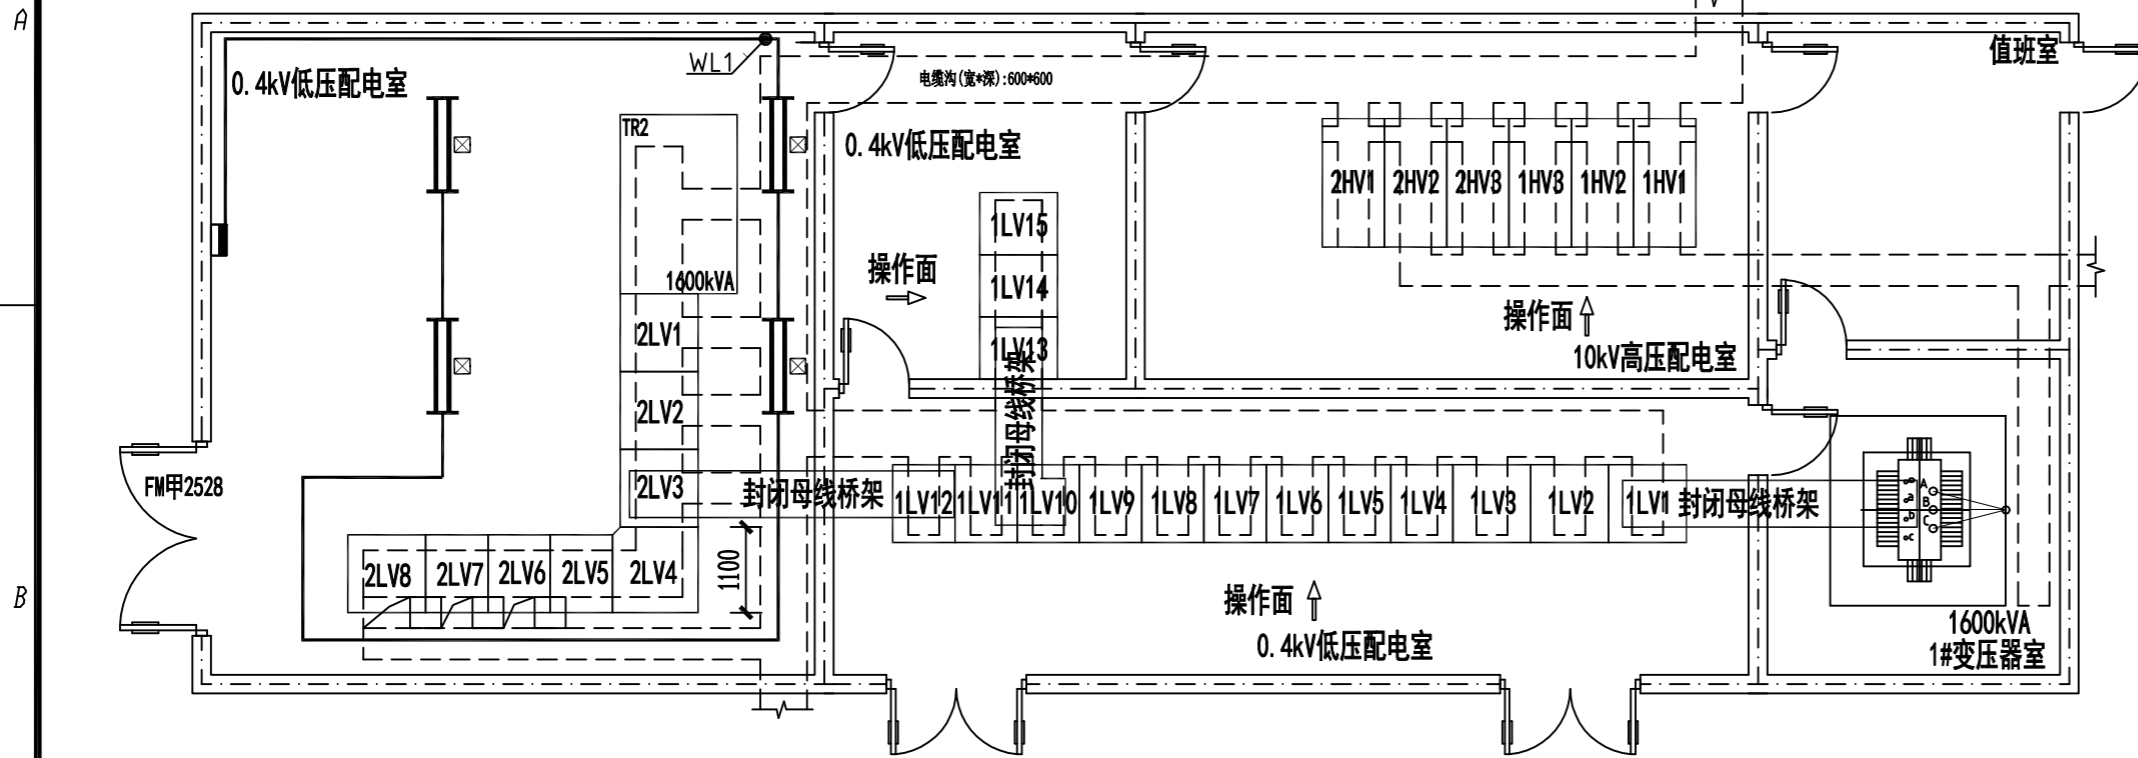 A
WL1
值班室
0.4kV低压配电室
电缆沟(宽*深):600*600
TR2
0.4kV低压配电室
2HV1
2HV2
2HV3
1HV3
1HV2
1HV1
1LV15
操作面
1600kVA
1LV14
操作面
2LV1
1LV13
10kV高压配电室
2LV2
封闭母线桥架
FM甲2528
2LV3
封闭母线桥架
1LV12
1LV11
1LV10
1LV9
1LV8
1LV7
1LV6
1LV5
1LV4
1LV3
1LV2
1LV1
封闭母线桥架
A
B
C
a
b
c
2LV8
2LV7
2LV6
2LV5
2LV4
1100
B
操作面
1600kVA
0.4kV低压配电室
1#变压器室